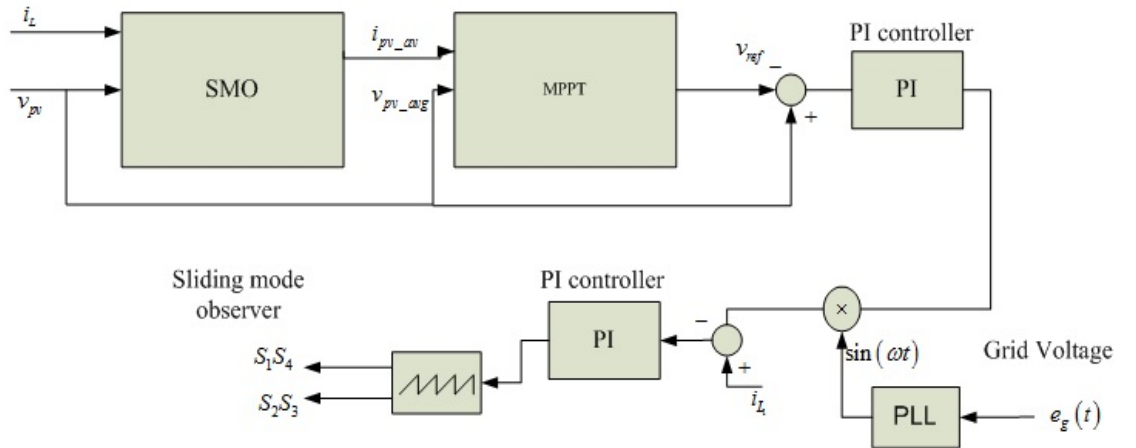 i_L
v_pv
SMO
i_pv_av
v_pv_avg
MPPT
v_ref
−
+
PI controller
PI
Sliding mode
observer
PI controller
PI
−
+
i_L1
×
sin(ωt)
Grid Voltage
S_1S_4
S_2S_3
PLL
e_g(t)